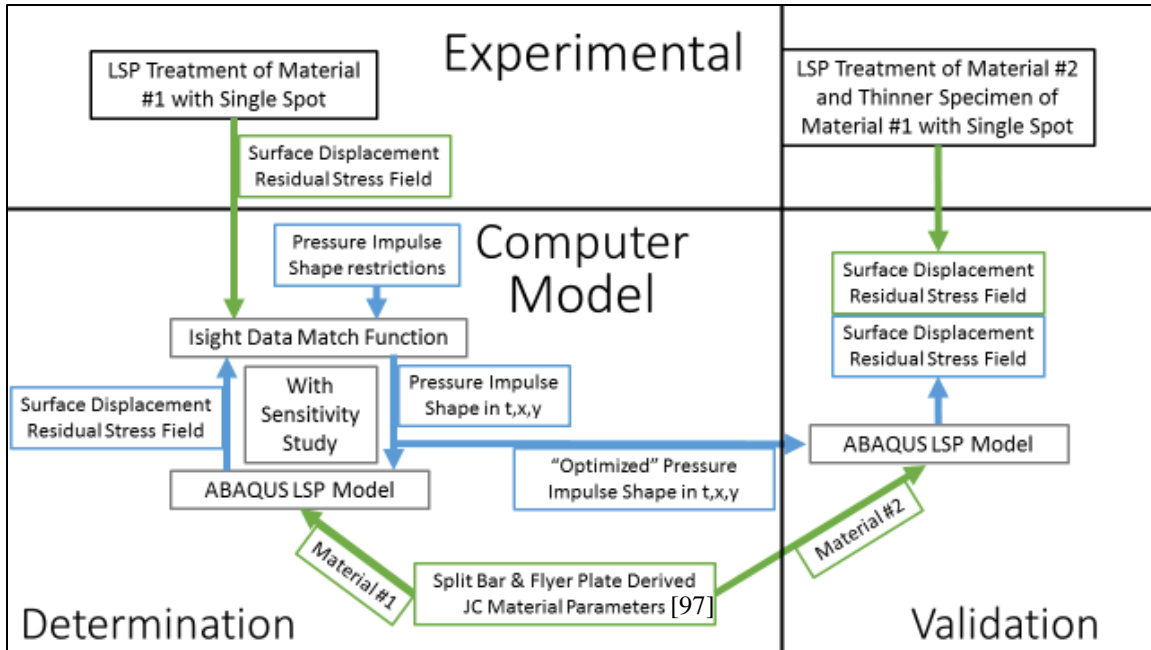 Experimental
LSP Treatment of Material
#1 with Single Spot
LSP Treatment of Material #2
and Thinner Specimen of
Material #1 with Single Spot
Surface Displacement
Residual Stress Field
Pressure Impulse
Shape restrictions
Computer
Model
Surface Displacement
Residual Stress Field
Surface Displacement
Residual Stress Field
Isight Data Match Function
Surface Displacement
Residual Stress Field
With
Sensitivity
Study
Pressure Impulse
Shape in t,x,y
ABAQUS LSP Model
ABAQUS LSP Model
“Optimized” Pressure
Impulse Shape in t,x,y
Material #1
Split Bar & Flyer Plate Derived
JC Material Parameters [97]
Material #2
Determination
Validation